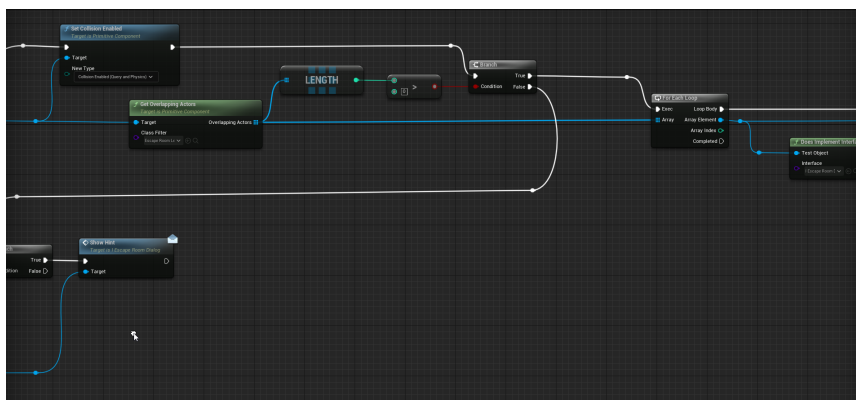 Set Collision Enabled
Target is Primitive Component
Target
New Type
Collision Enabled (Query and Physics)
Get Overlapping Actors
Target is Primitive Component
Target
Overlapping Actors
Class Filter
LENGTH
>
0
Branch
True
Condition
False
For Each Loop
Exec
Loop Body
Array
Array Element
Array Index
Completed
Does Implement Interfa
Test Object
Interface
True
False
Show Hint
Target is I Escape Room Dialog
Target